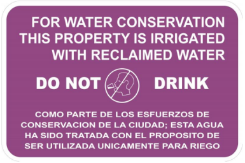 FOR WATER CONSERVATION
THIS PROPERTY IS IRRIGATED
WITH RECLAIMED WATER
DO NOT DRINK
COMO PARTE DE LOS ESFUERZOS DE
CONSERVACION DE LA CIUDAD; ESTA AGUA
HA SIDO TRATADA CON EL PROPOSITO DE
SER UTILIZADA UNICAMENTE PARA RIEGO